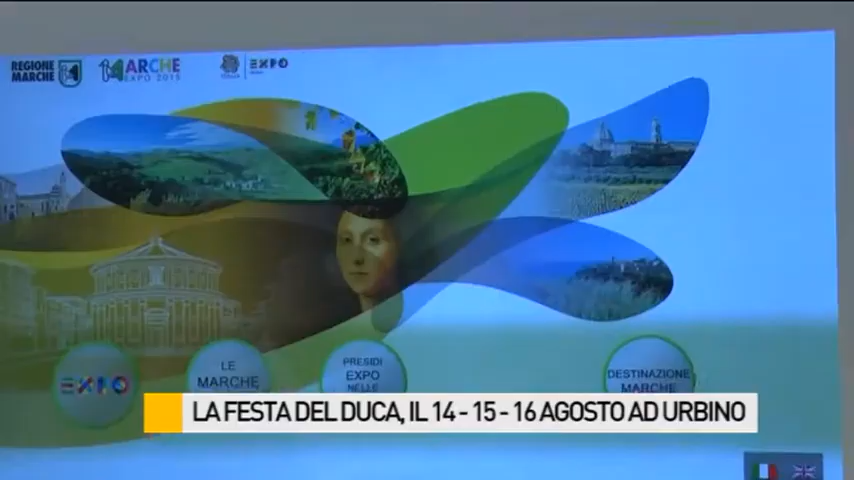 REGIONE
MARCHE
MARCHE
EXPO 2015
EXPO
EXPO
LE
MARCHE
PRESIDI
EXPO
NELLE
DESTINAZIONE
MARCHE
LA FESTA DEL DUCA, IL 14 - 15 - 16 AGOSTO AD URBINO